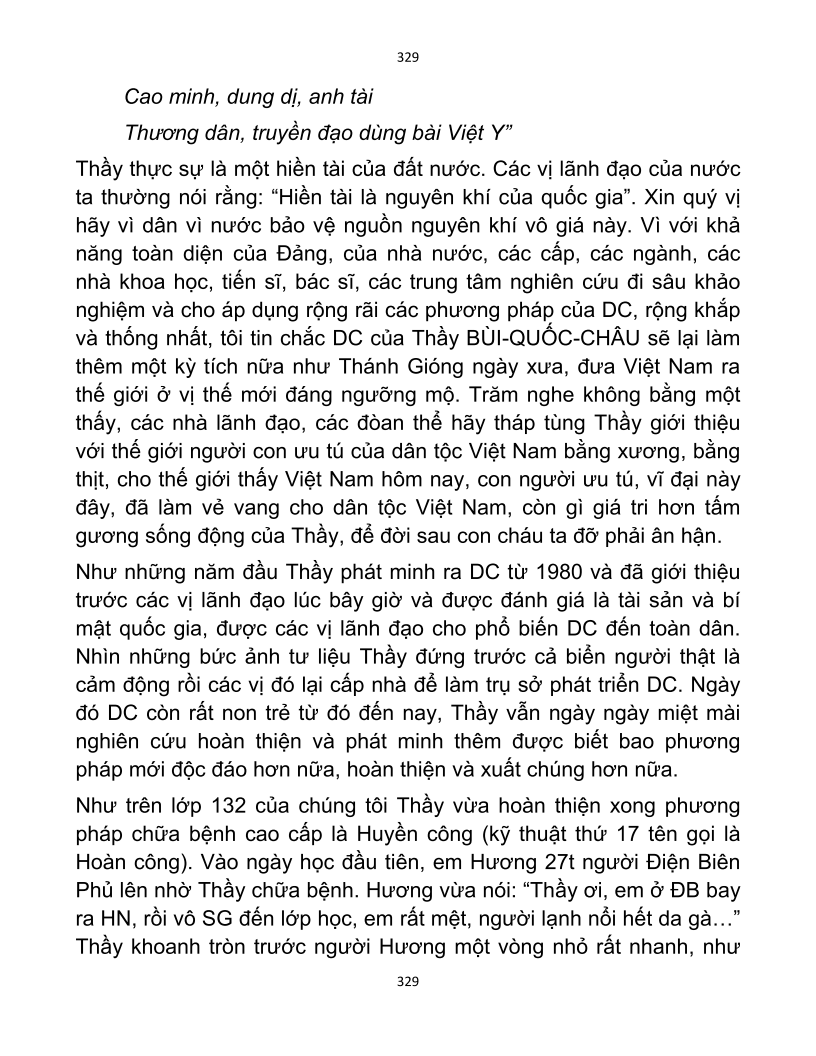 329
Cao minh, dung dị, anh tài
Thương dân, truyền đạo dùng bài Việt Y”
Thầy thực sự là một hiền tài của đất nước. Các vị lãnh đạo của nước
ta thường nói rằng: “Hiền tài là nguyên khí của quốc gia”. Xin quý vị
hãy vì dân vì nước bảo vệ nguồn nguyên khí vô giá này. Vì với khả
năng toàn diện của Đảng, của nhà nước, các cấp, các ngành, các
nhà khoa học, tiến sĩ, bác sĩ, các trung tâm nghiên cứu đi sâu khảo
nghiệm và cho áp dụng rộng rãi các phương pháp của DC, rộng khắp
và thống nhất, tôi tin chắc DC của Thầy BÙI-QUỐC-CHÂU sẽ lại làm
thêm một kỳ tích nữa như Thánh Gióng ngày xưa, đưa Việt Nam ra
thế giới ở vị thế mới đáng ngưỡng mộ. Trăm nghe không bằng một
thấy, các nhà lãnh đạo, các đòan thể hãy tháp tùng Thầy giới thiệu
với thế giới người con ưu tú của dân tộc Việt Nam bằng xương, bằng
thịt, cho thế giới thấy Việt Nam hôm nay, con người ưu tú, vĩ đại này
đây, đã làm vẻ vang cho dân tộc Việt Nam, còn gì giá tri hơn tấm
gương sống động của Thầy, để đời sau con cháu ta đỡ phải ân hận.
Như những năm đầu Thầy phát minh ra DC từ 1980 và đã giới thiệu
trước các vị lãnh đạo lúc bây giờ và được đánh giá là tài sản và bí
mật quốc gia, được các vị lãnh đạo cho phổ biến DC đến toàn dân.
Nhìn những bức ảnh tư liệu Thầy đứng trước cả biển người thật là
cảm động rồi các vị đó lại cấp nhà để làm trụ sở phát triển DC. Ngày
đó DC còn rất non trẻ từ đó đến nay, Thầy vẫn ngày ngày miệt mài
nghiên cứu hoàn thiện và phát minh thêm được biết bao phương
pháp mới độc đáo hơn nữa, hoàn thiện và xuất chúng hơn nữa.
Như trên lớp 132 của chúng tôi Thầy vừa hoàn thiện xong phương
pháp chữa bệnh cao cấp là Huyền công (kỹ thuật thứ 17 tên gọi là
Hoàn công). Vào ngày học đầu tiên, em Hương 27t người Điện Biên
Phủ lên nhờ Thầy chữa bệnh. Hương vừa nói: “Thầy ơi, em ở ĐB bay
ra HN, rồi vô SG đến lớp học, em rất mệt, người lạnh nổi hết da gà…”
Thầy khoanh tròn trước người Hương một vòng nhỏ rất nhanh, như
329